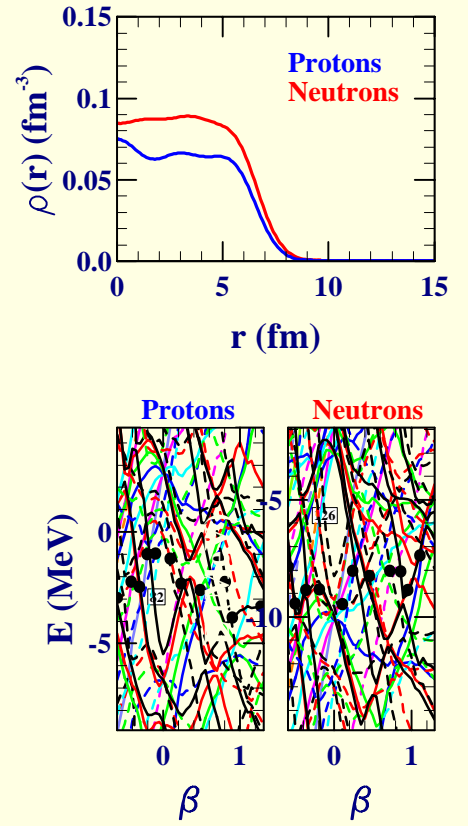 0.15
Protons
Neutrons
0.1
0.05
0.0
ρ(r) (fm⁻³)
0 5 10 15
r (fm)
Protons Neutrons
E (MeV)
0
-5
82
-5
126
-10
0 1 0 1
β β